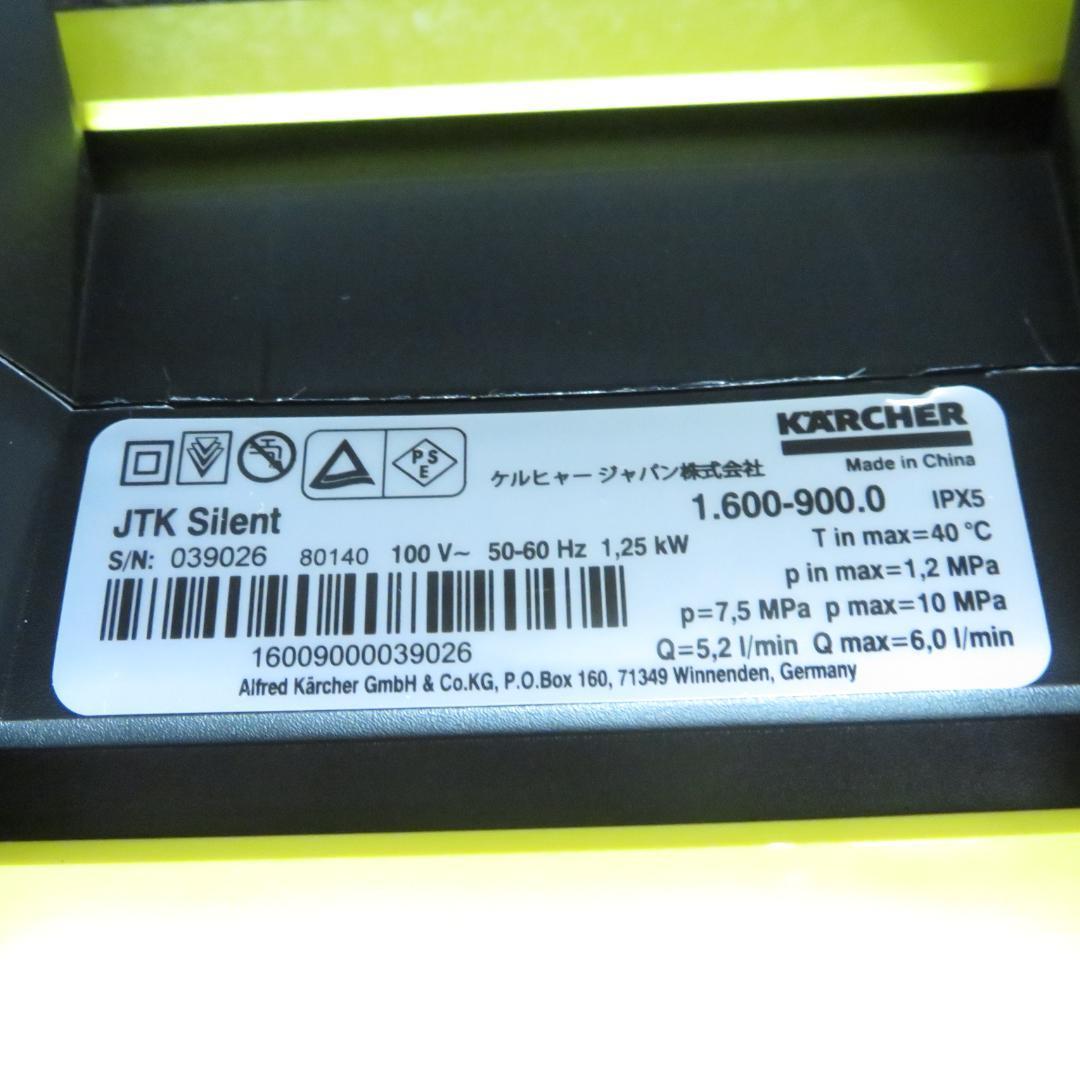 KÄRCHER
PS
E
ケルヒャー ジャパン株式会社
Made in China
JTK Silent
1.600-900.0 IPX5
S/N: 039026 80140 100 V~ 50-60 Hz 1,25 kW
T in max=40 °C
p in max=1,2 MPa
p=7,5 MPa p max=10 MPa
Q=5,2 l/min Q max=6,0 l/min
16009000039026
Alfred Kärcher GmbH & Co.KG, P.O.Box 160, 71349 Winnenden, Germany